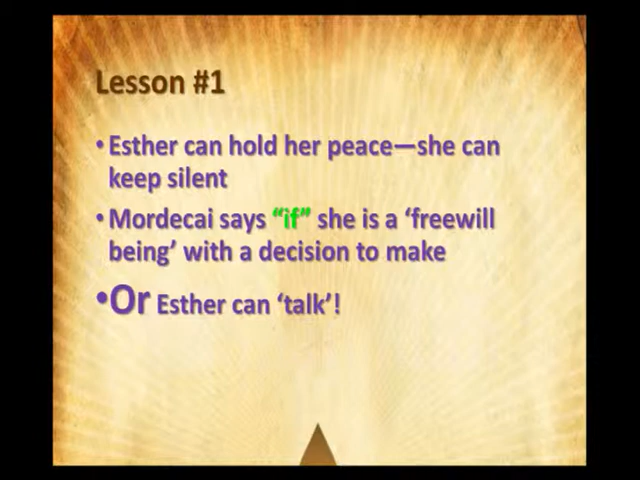 Lesson #1
•Esther can hold her peace—she can
keep silent
•Mordecai says “if” she is a ‘freewill
being’ with a decision to make
•Or Esther can ‘talk’!